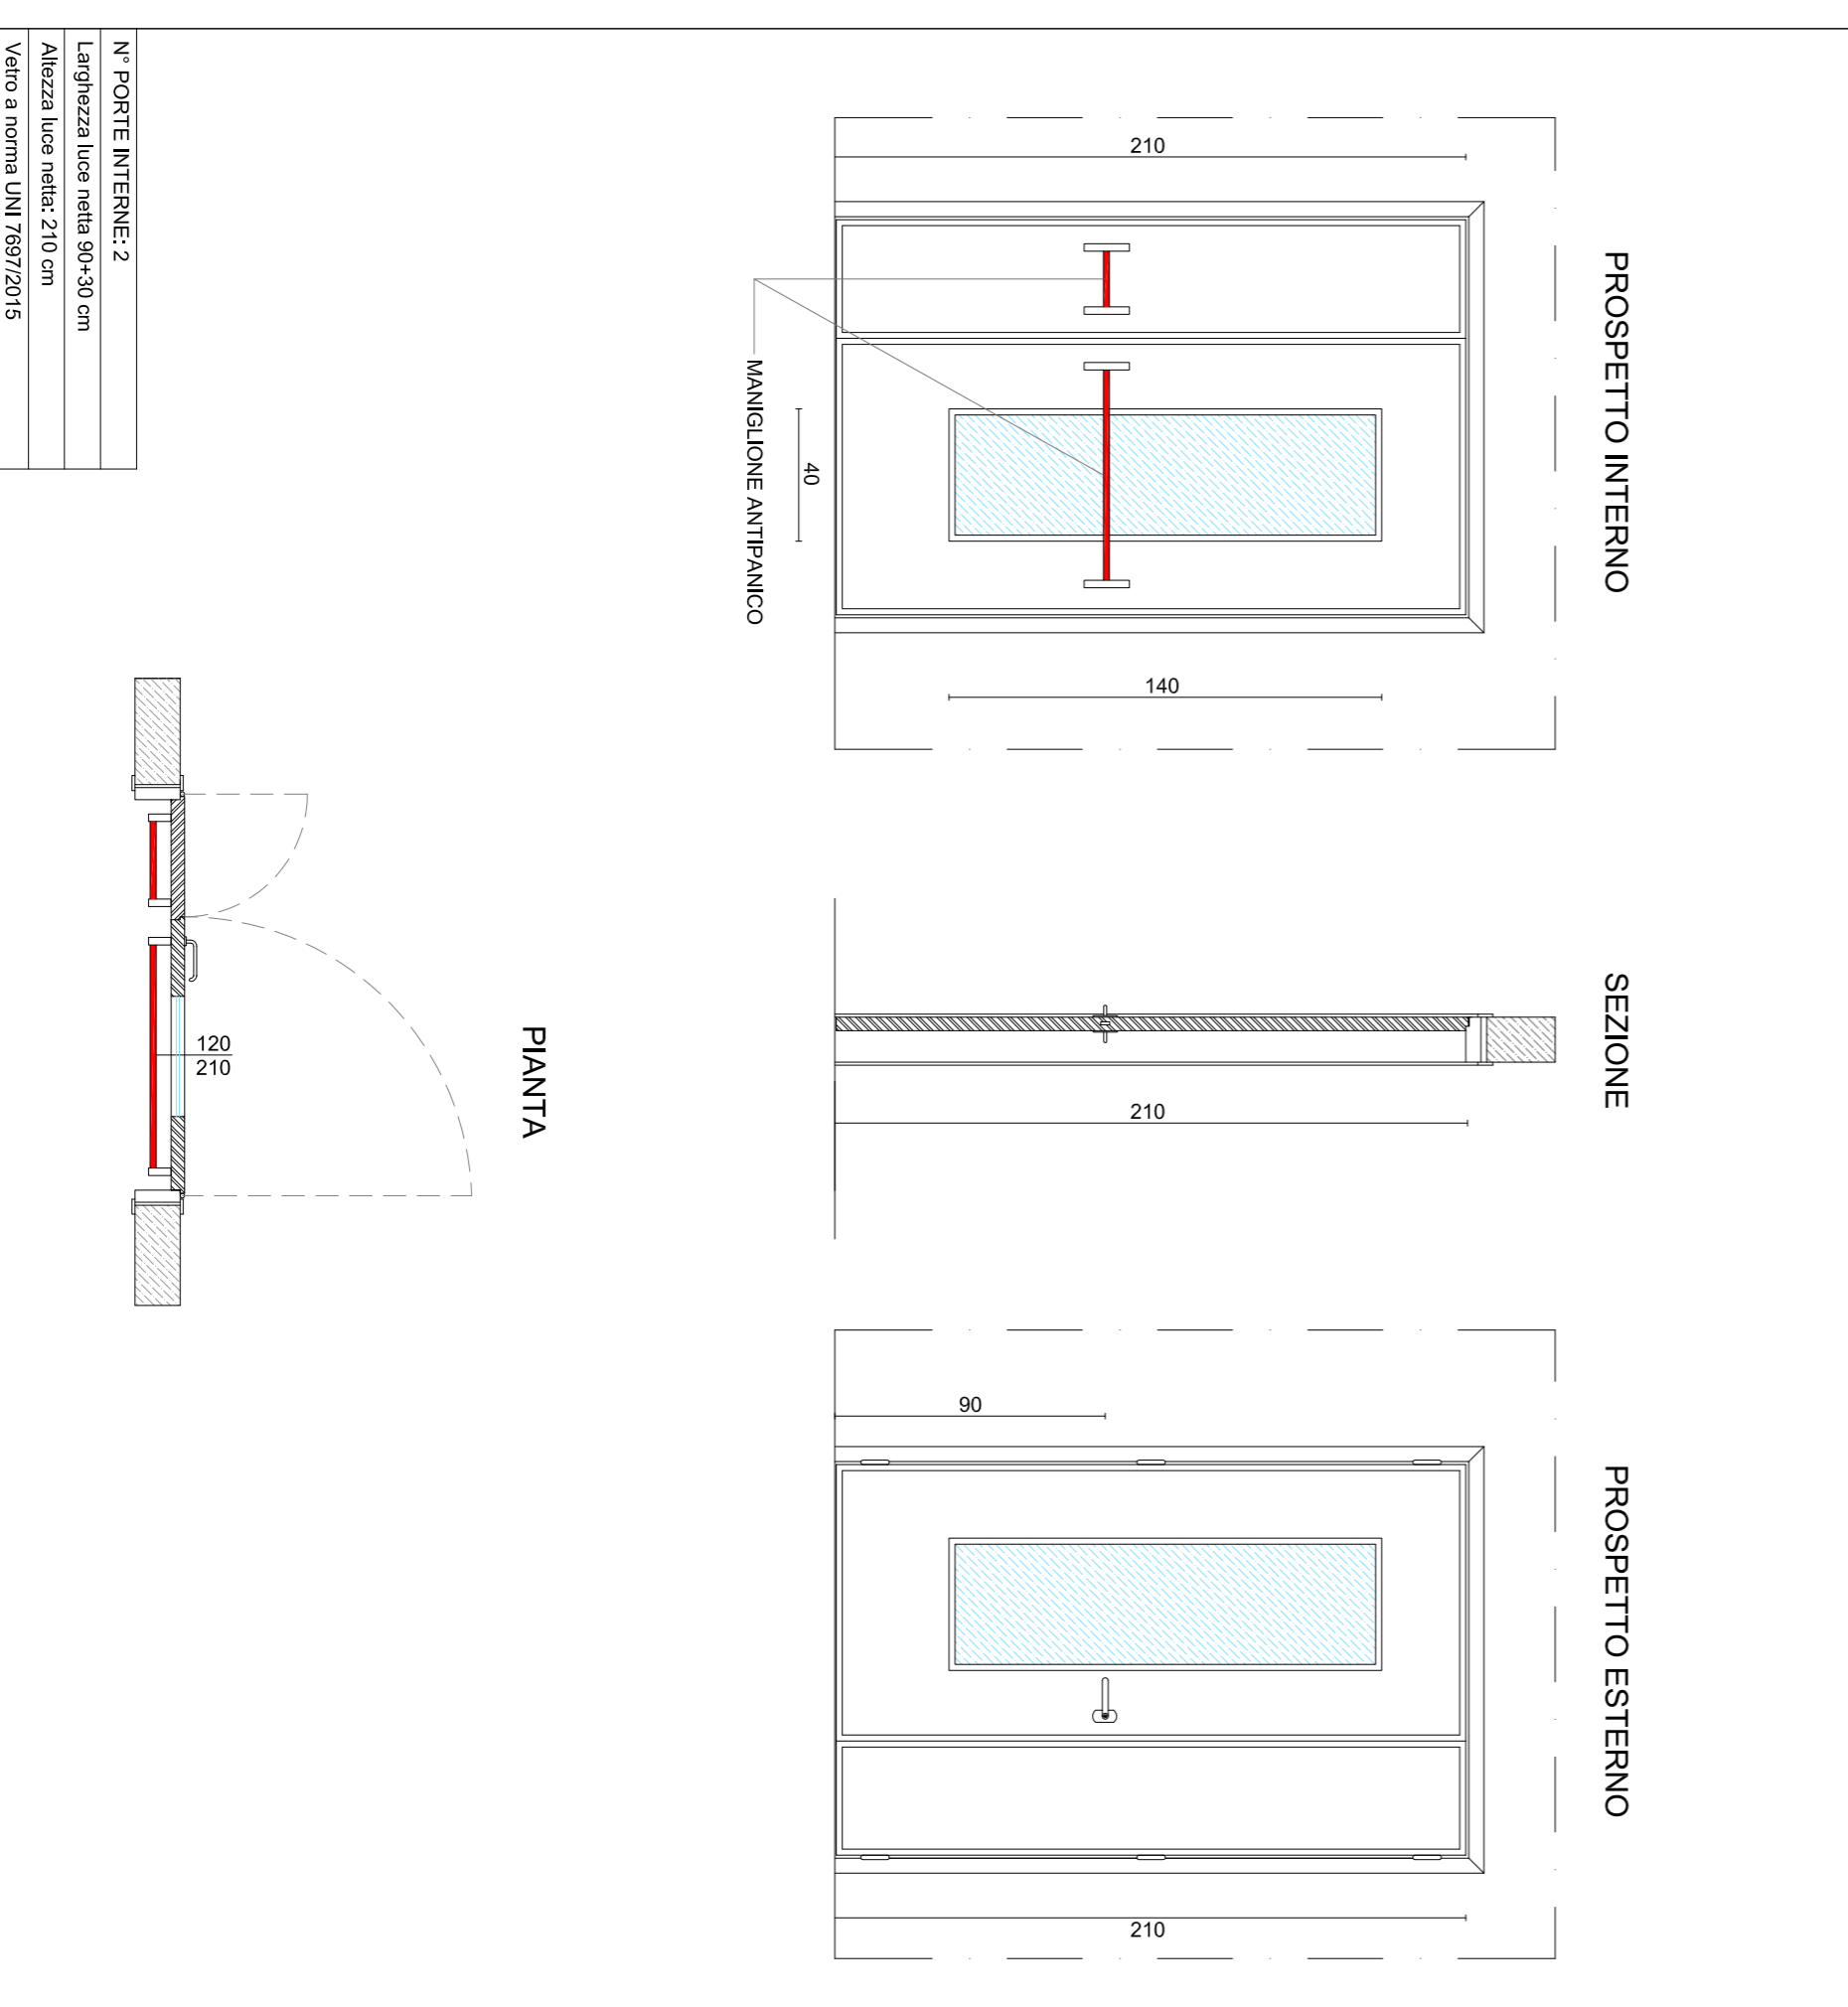 PROSPETTO INTERNO
210
40
140
MANIGLIONE ANTIPANICO
SEZIONE
210
PROSPETTO ESTERNO
90
210
PIANTA
120
210
N° PORTE INTERNE: 2
Larghezza luce netta 90+30 cm
Altezza luce netta: 210 cm
Vetro a norma UNI 7697/2015